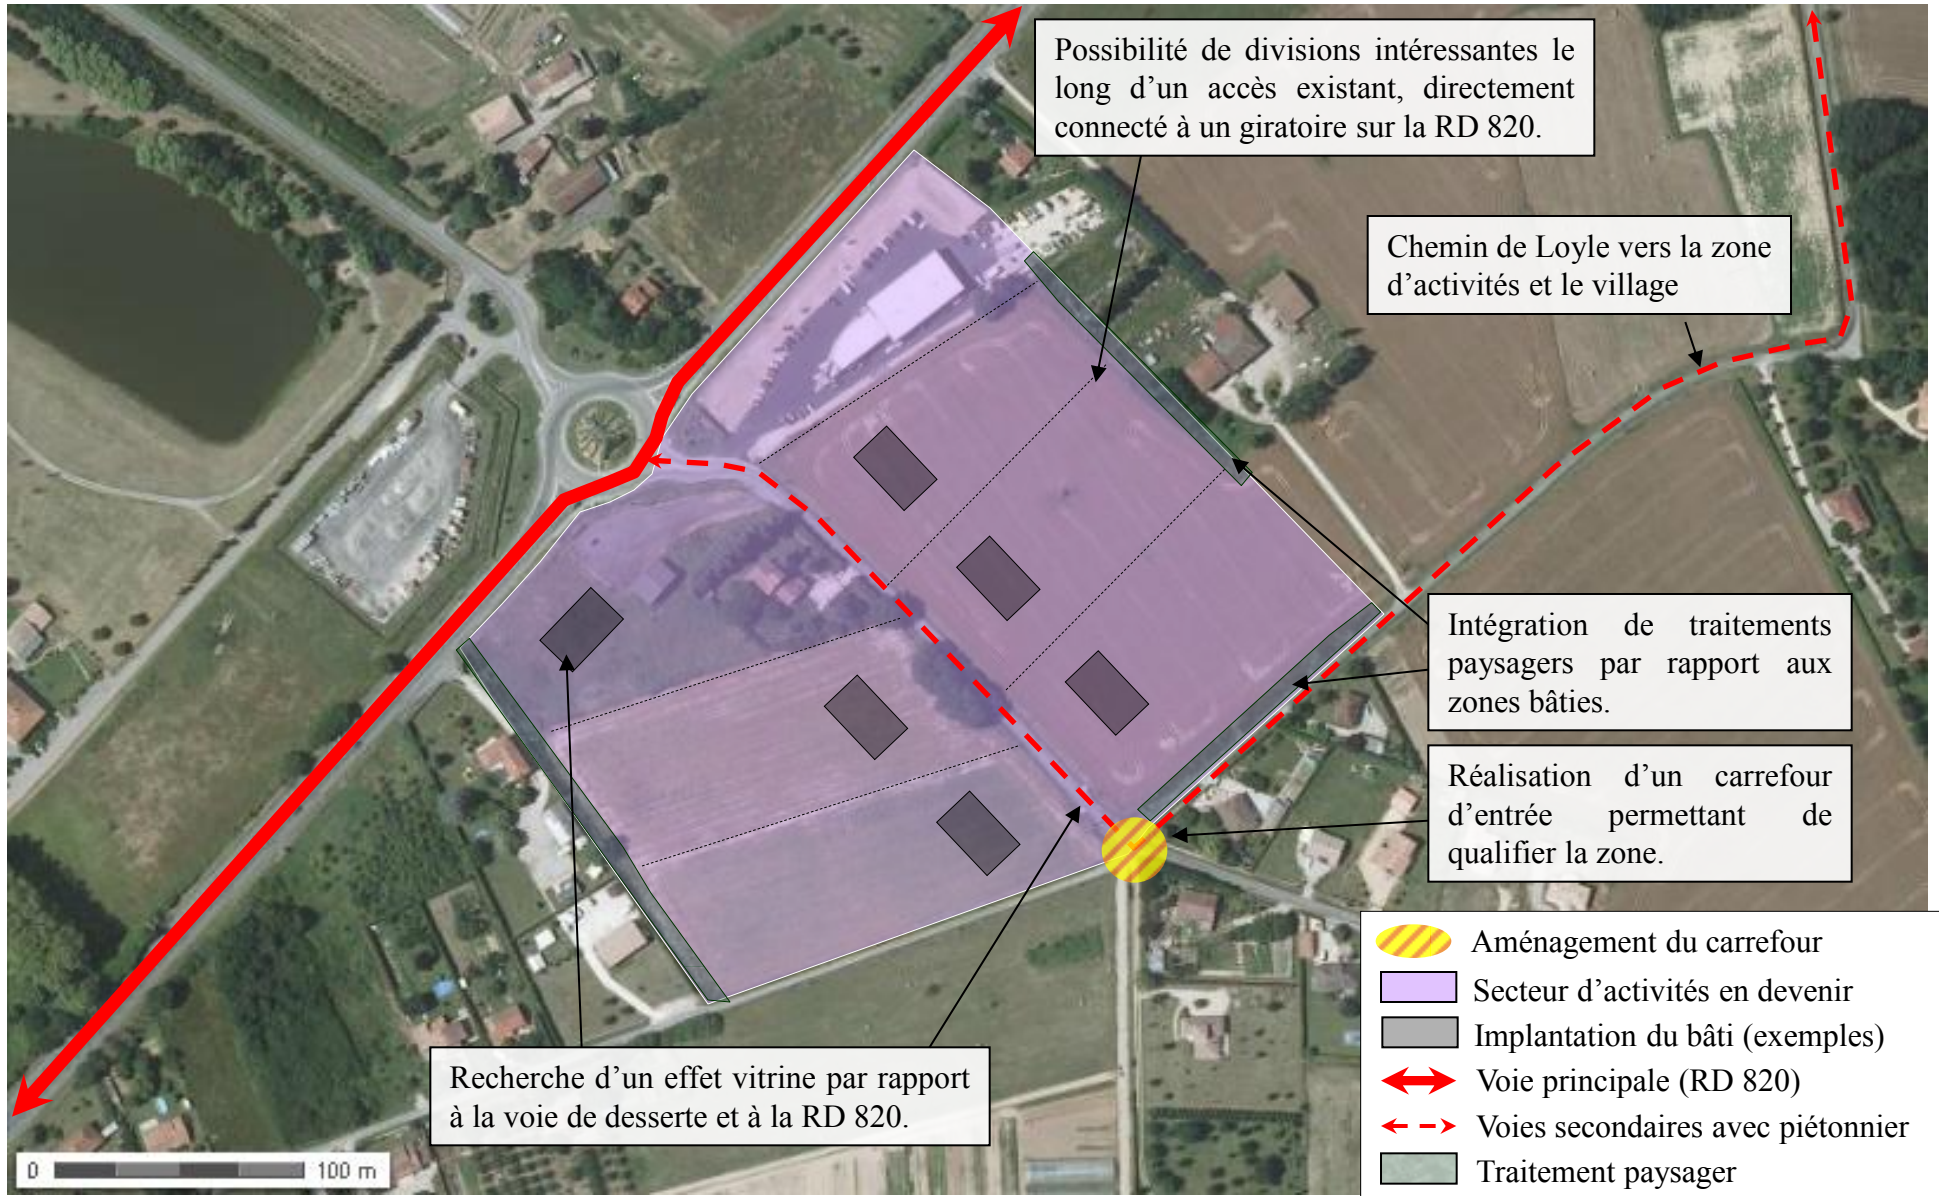 Possibilité de divisions intéressantes le
long d’un accès existant, directement
connecté à un giratoire sur la RD 820.
Chemin de Loyle vers la zone
d’activités et le village
Intégration de traitements
paysagers par rapport aux
zones bâties.
Réalisation d’un carrefour
d’entrée permettant de
qualifier la zone.
Recherche d’un effet vitrine par rapport
à la voie de desserte et à la RD 820.
Aménagement du carrefour
Secteur d’activités en devenir
Implantation du bâti (exemples)
Voie principale (RD 820)
Voies secondaires avec piétonnier
Traitement paysager
0 100 m